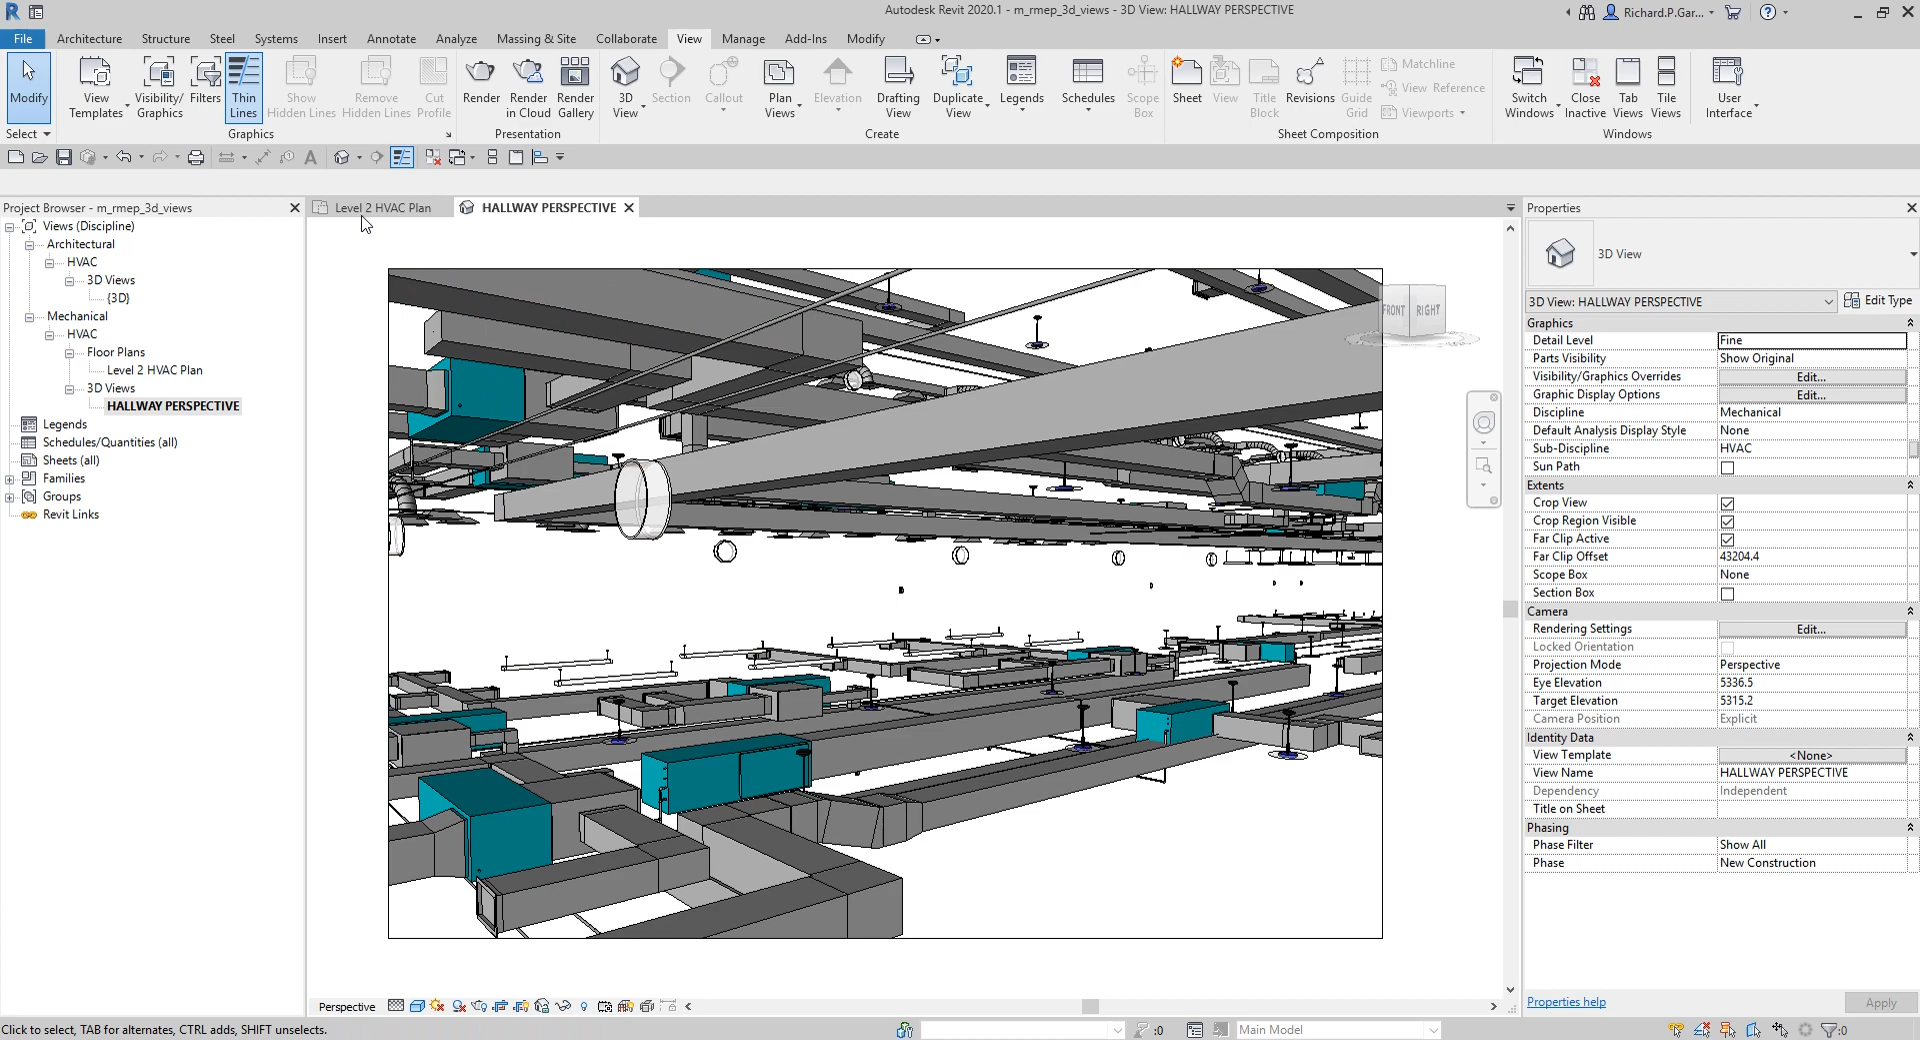 Autodesk Revit 2020.1 - m_rmep_3d_views - 3D View: HALLWAY PERSPECTIVE
Richard.P.Gar...
File Architecture Structure Steel Systems Insert Annotate Analyze Massing & Site Collaborate View Manage Add-Ins Modify
Modify
View Templates
Visibility/ Graphics
Filters
Thin Lines
Show Hidden Lines
Remove Hidden Lines
Cut Profile
Render
Render in Cloud
Render Gallery
3D View
Section
Callout
Plan Views
Elevation
Drafting View
Duplicate View
Legends
Schedules
Scope Box
Sheet
View
Title Block
Revisions
Guide Grid
Matchline
View Reference
Viewports
Switch Windows
Close Inactive
Tab Views
Tile Views
User Interface
Select Graphics Presentation Create Sheet Composition Windows
Project Browser - m_rmep_3d_views
Views (Discipline)
Architectural
HVAC
3D Views
{3D}
Mechanical
HVAC
Floor Plans
Level 2 HVAC Plan
3D Views
HALLWAY PERSPECTIVE
Legends
Schedules/Quantities (all)
Sheets (all)
Families
Groups
Revit Links
Level 2 HVAC Plan
HALLWAY PERSPECTIVE
FRONT RIGHT
Perspective
Properties
3D View
3D View: HALLWAY PERSPECTIVE
Edit Type
Graphics
Detail Level Fine
Parts Visibility Show Original
Visibility/Graphics Overrides Edit...
Graphic Display Options Edit...
Discipline Mechanical
Default Analysis Display Style None
Sub-Discipline HVAC
Sun Path
Extents
Crop View
Crop Region Visible
Far Clip Active
Far Clip Offset 43204.4
Scope Box None
Section Box
Camera
Rendering Settings Edit...
Locked Orientation
Projection Mode Perspective
Eye Elevation 5336.5
Target Elevation 5315.2
Camera Position Explicit
Identity Data
View Template <None>
View Name HALLWAY PERSPECTIVE
Dependency Independent
Title on Sheet
Phasing
Phase Filter Show All
Phase New Construction
Properties help
Apply
Click to select, TAB for alternates, CTRL adds, SHIFT unselects.
:0
Main Model
:0